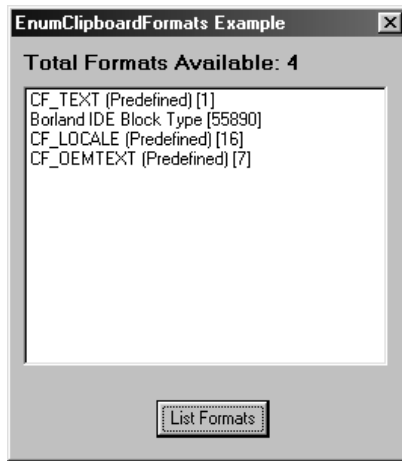 EnumClipboardFormats Example
Total Formats Available: 4
CF_TEXT (Predefined) [1]
Borland IDE Block Type [55890]
CF_LOCALE (Predefined) [16]
CF_OEMTEXT (Predefined) [7]
List Formats